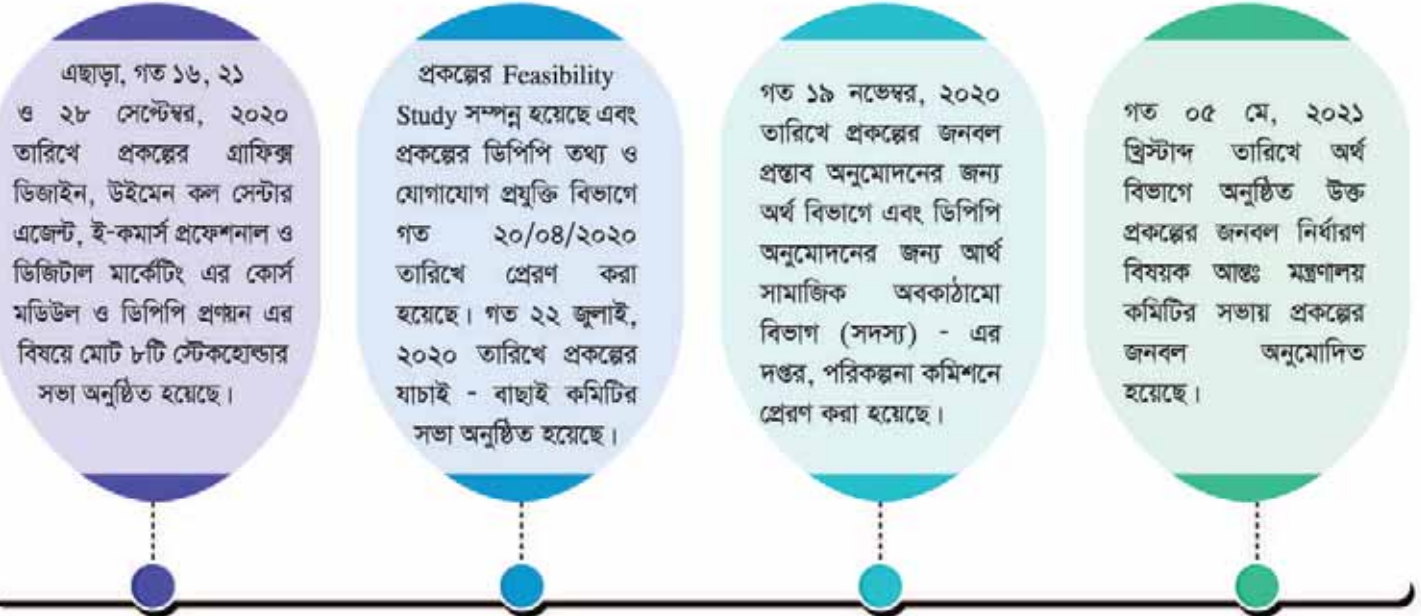 এছাড়া, গত ১৬, ২১
ও ২৮ সেপ্টেম্বর, ২০২০
তারিখে প্রকল্পের গ্রাফিক্স
ডিজাইন, উইমেন কল সেন্টার
এজেন্ট, ই-কমার্স প্রফেশনাল ও
ডিজিটাল মার্কেটিং এর কোর্স
মডিউল ও ডিপিপি প্রণয়ন এর
বিষয়ে মোট ৮টি স্টেকহোল্ডার
সভা অনুষ্ঠিত হয়েছে।
প্রকল্পের Feasibility
Study সম্পন্ন হয়েছে এবং
প্রকল্পের ডিপিপি তথ্য ও
যোগাযোগ প্রযুক্তি বিভাগে
গত ২০/০৪/২০২০
তারিখে প্রেরণ করা
হয়েছে। গত ২২ জুলাই,
২০২০ তারিখে প্রকল্পের
যাচাই - বাছাই কমিটির
সভা অনুষ্ঠিত হয়েছে।
গত ১৯ নভেম্বর, ২০২০
তারিখে প্রকল্পের জনবল
প্রস্তাব অনুমোদনের জন্য
অর্থ বিভাগে এবং ডিপিপি
অনুমোদনের জন্য আর্থ
সামাজিক অবকাঠামো
বিভাগ (সদস্য) - এর
দপ্তর, পরিকল্পনা কমিশনে
প্রেরণ করা হয়েছে।
গত ০৫ মে, ২০২১
খ্রিস্টাব্দ তারিখে অর্থ
বিভাগে অনুষ্ঠিত উক্ত
প্রকল্পের জনবল নির্ধারণ
বিষয়ক আন্তঃ মন্ত্রণালয়
কমিটির সভায় প্রকল্পের
জনবল অনুমোদিত
হয়েছে।